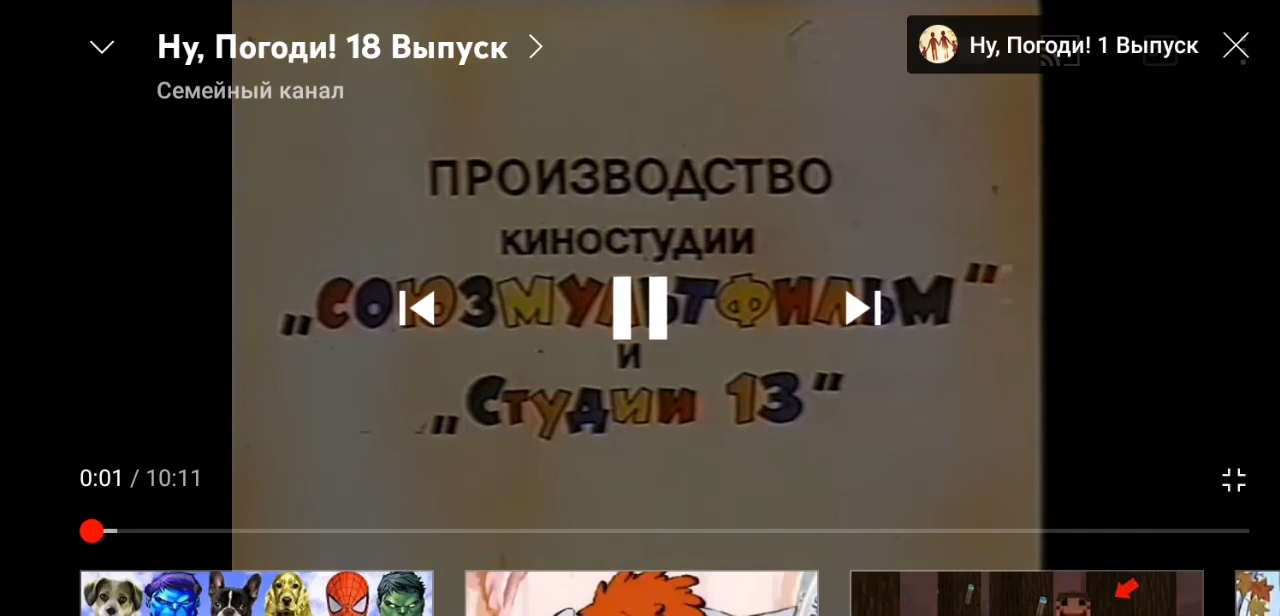 Ну, Погоди! 18 Выпуск
Семейный канал
Ну, Погоди! 1 Выпуск
ПРОИЗВОДСТВО
КИНОСТУДИИ
„СОЮЗМУЛЬТФИЛЬМ"
И
„Студии 13"
0:01 / 10:11